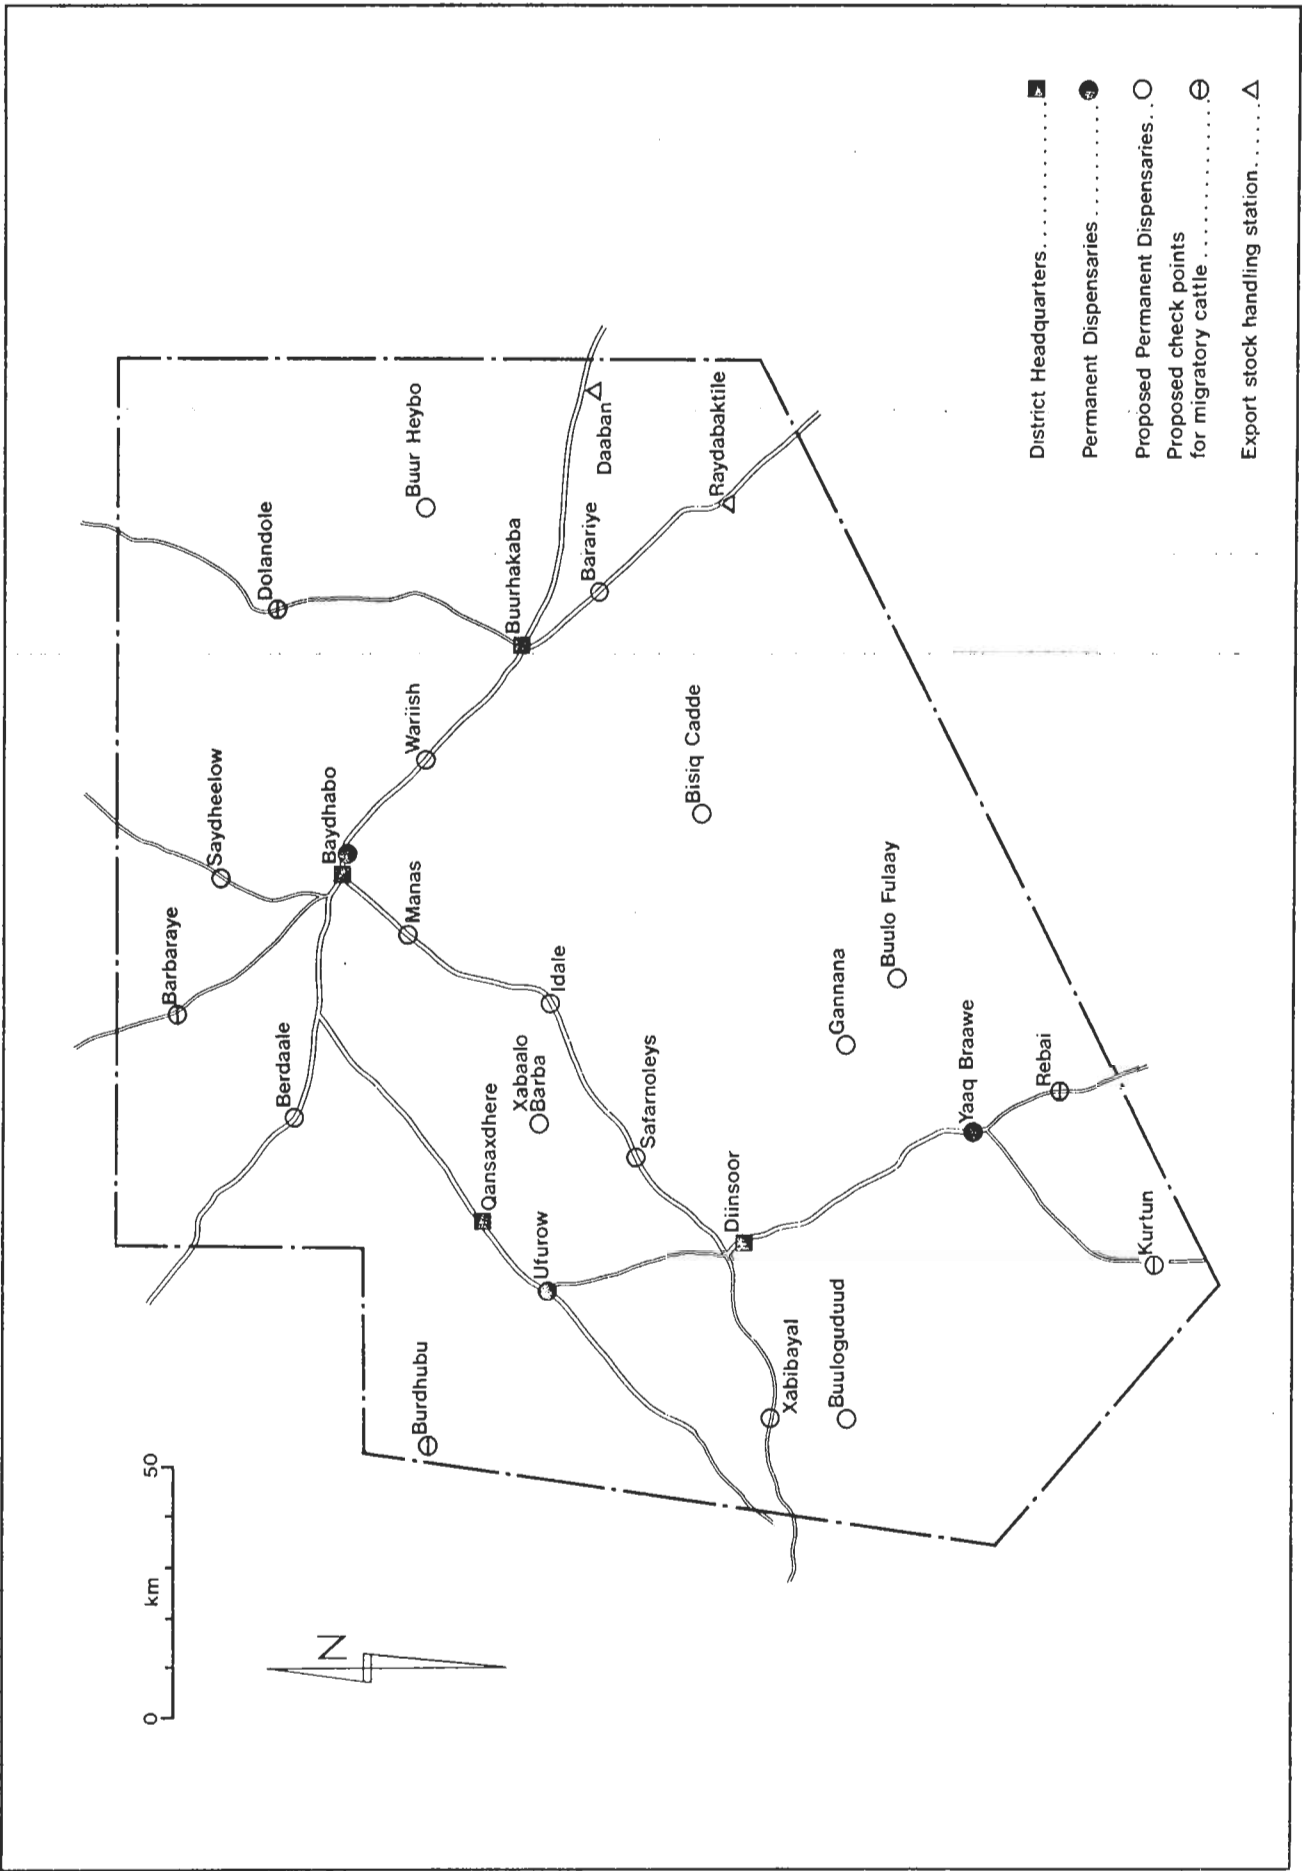 0 km 50
N
Barbaraye
Saydheelow
Dolandole
Berdaale
Baydhabo
Buur Heybo
Burdhubu
Manas
Wariish
Qansaxdhere
Buurhakaba
Xabaalo
Barba
Idale
Ufurow
Daaban
Barariye
Safarnoleys
Bisiq Cadde
Raydabaktile
Diinsoor
Xabibayal
Buuloguduud
Gannana
Buulo Fulaay
Yaaq Braawe
Rebai
Kurtun
District Headquarters............
Permanent Dispensaries..........
Proposed Permanent Dispensaries..
Proposed check points
for migratory cattle.............
Export stock handling station......